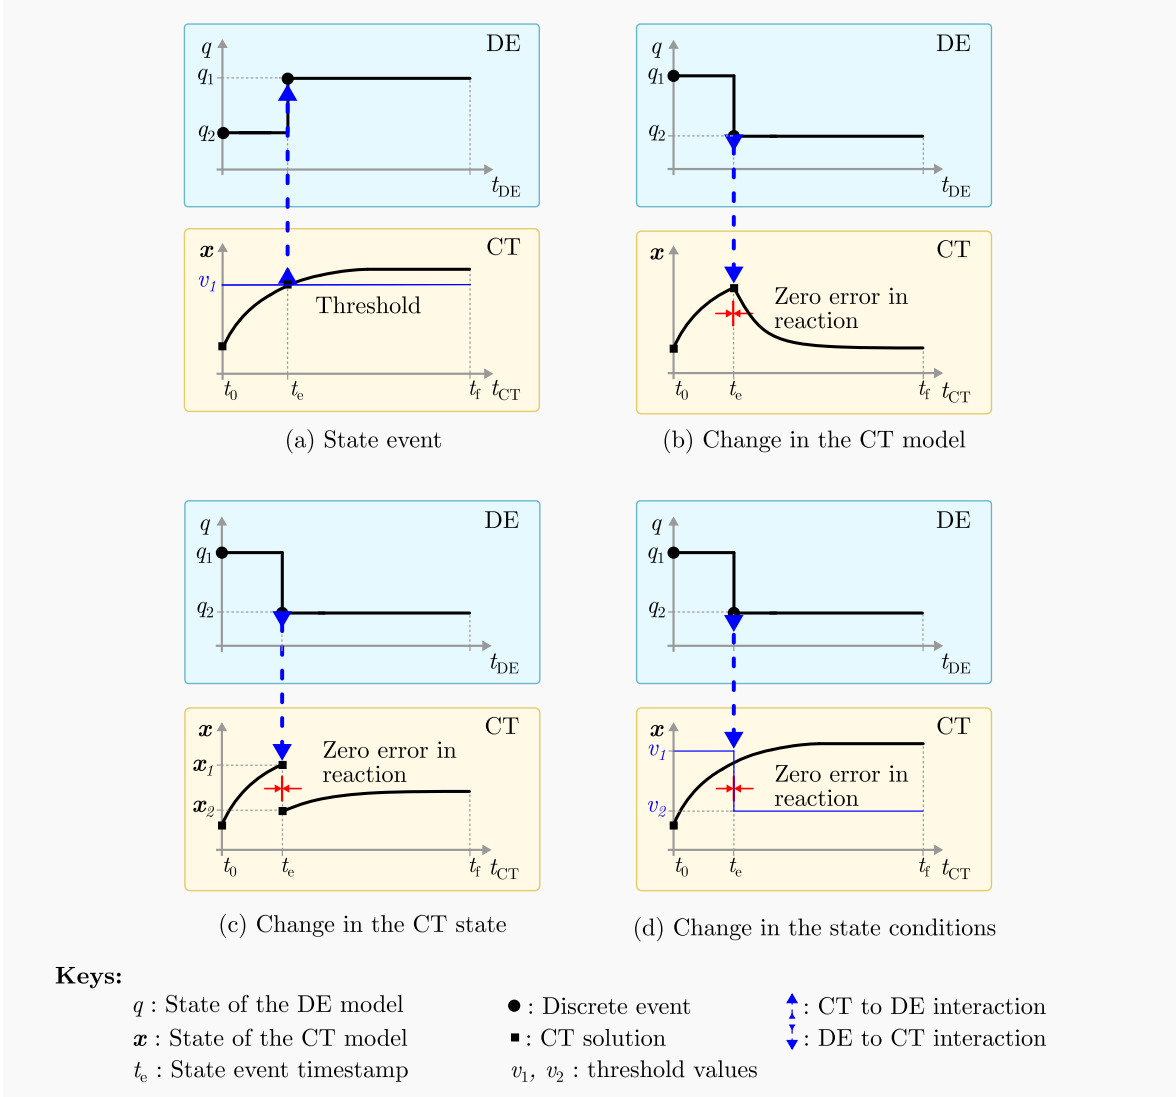 DE
q
q1
q2
tDE
CT
x
v1
Threshold
t0
te
tf
tCT
(a) State event
DE
q
q1
q2
tDE
CT
x
Zero error in
reaction
t0
te
tf
tCT
(b) Change in the CT model
DE
q
q1
q2
tDE
CT
x
x1
x2
Zero error in
reaction
t0
te
tf
tCT
(c) Change in the CT state
DE
q
q1
q2
tDE
CT
x
v1
v2
Zero error in
reaction
t0
te
tf
tCT
(d) Change in the state conditions
Keys:
q : State of the DE model
x : State of the CT model
te : State event timestamp
: Discrete event
: CT solution
v1, v2 : threshold values
: CT to DE interaction
: DE to CT interaction